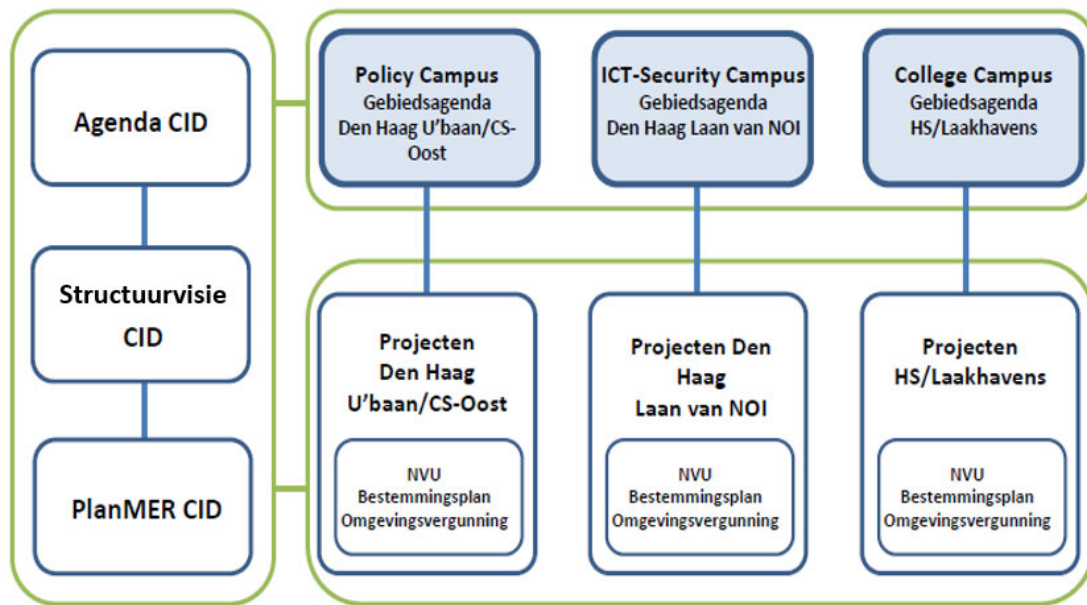 Agenda CID
Structuurvisie
CID
PlanMER CID
Policy Campus
Gebiedsagenda
Den Haag U'baan/CS-
Oost
ICT-Security Campus
Gebiedsagenda
Den Haag Laan van NOI
College Campus
Gebiedsagenda
HS/Laakhavens
Projecten
Den Haag
U'baan/CS-Oost
NVU
Bestemmingsplan
Omgevingsvergunning
Projecten Den
Haag
Laan van NOI
NVU
Bestemmingsplan
Omgevingsvergunning
Projecten
HS/Laakhavens
NVU
Bestemmingsplan
Omgevingsvergunning